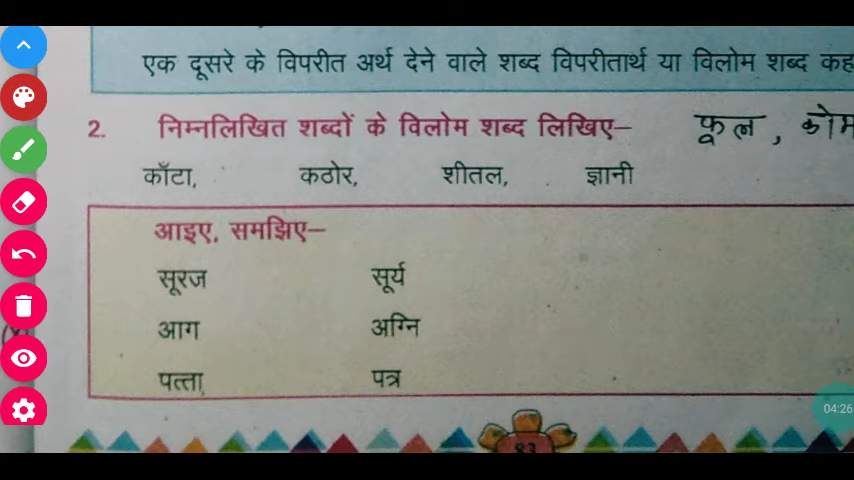 एक दूसरे के विपरीत अर्थ देने वाले शब्द विपरीतार्थ या विलोम शब्द
2. निम्नलिखित शब्दों के विलोम शब्द लिखिए— फूल,
काँटा, कठोर, शीतल, ज्ञानी
आइए, समझिए—
सूरज सूर्य
आग अग्नि
पत्ता पत्र
04:26
83